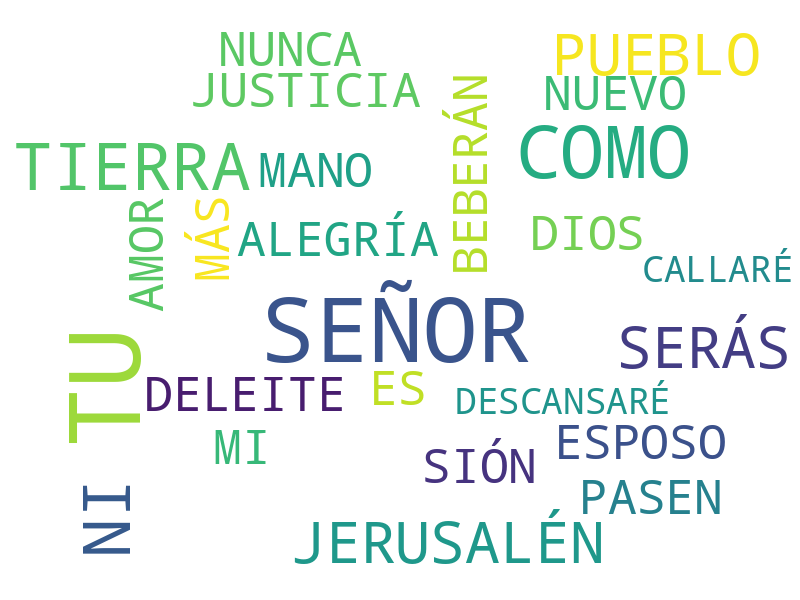 NUNCA
PUEBLO
JUSTICIA
NUEVO
BEBERÁN
COMO
TIERRA
MANO
AMOR
MÁS
ALEGRÍA
DIOS
CALLARÉ
SEÑOR
SERÁS
TU
DELEITE
ES
DESCANSARÉ
MI
SIÓN
ESPOSO
NI
PASEN
JERUSALÉN